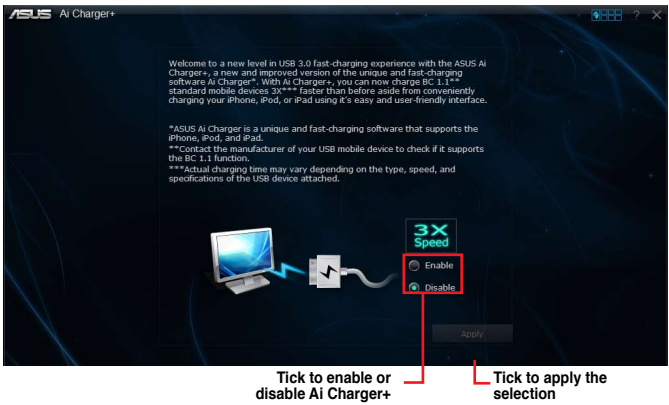 ASUS Ai Charger+ ? X
Welcome to a new level in USB 3.0 fast-charging experience with the ASUS Ai
Charger+, a new and improved version of the unique and fast-charging
software Ai Charger*. With Ai Charger+, you can now charge BC 1.1**
standard mobile devices 3X*** faster than before aside from conveniently
charging your iPhone, iPod, or iPad using it's easy and user-friendly interface.
*ASUS Ai Charger is a unique and fast-charging software that supports the
iPhone, iPod, and iPad.
**Contact the manufacturer of your USB mobile device to check if it supports
the BC 1.1 function.
***Actual charging time may vary depending on the type, speed, and
specifications of the USB device attached.
3X
Speed
Enable
Disable
Apply
Tick to enable or
disable Ai Charger+
Tick to apply the
selection